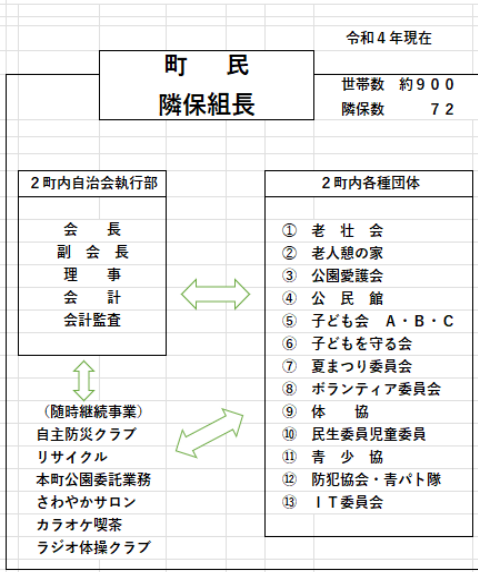 令和４年現在
町　民
隣保組長
世帯数　約９００
隣保数　７２
２町内自治会執行部
会　長
副　会　長
理　事
会　計
会計監査
（随時継続事業）
自主防災クラブ
リサイクル
本町公園委託業務
さわやかサロン
カラオケ喫茶
ラジオ体操クラブ
２町内各種団体
①　老　壮　会
②　老人憩の家
③　公園愛護会
④　公　民　館
⑤　子ども会　Ａ・Ｂ・Ｃ
⑥　子どもを守る会
⑦　夏まつり委員会
⑧　ボランティア委員会
⑨　体　協
⑩　民生委員児童委員
⑪　青　少　協
⑫　防犯協会・青パト隊
⑬　ＩＴ委員会